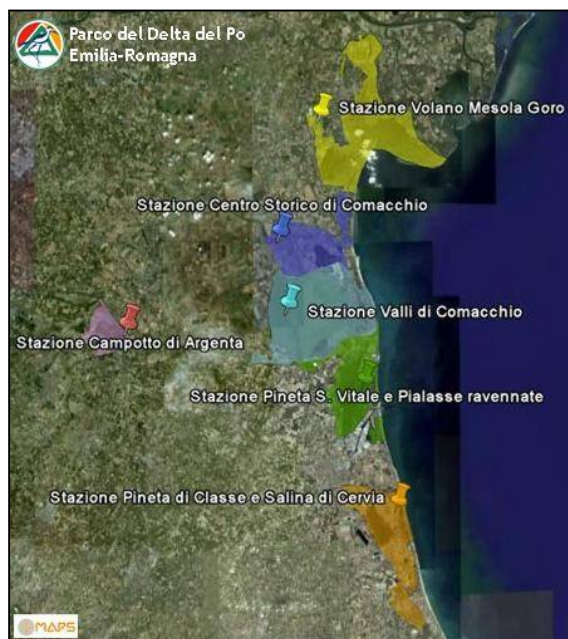 Parco del Delta del Po
Emilia-Romagna
Stazione Volano Mesola Goro
Stazione Centro Storico di Comacchio
Stazione Valli di Comacchio
Stazione Campotto di Argenta
Stazione Pineta S. Vitale e Pialasse ravennate
Stazione Pineta di Classe e Salina di Cervia
MAPS